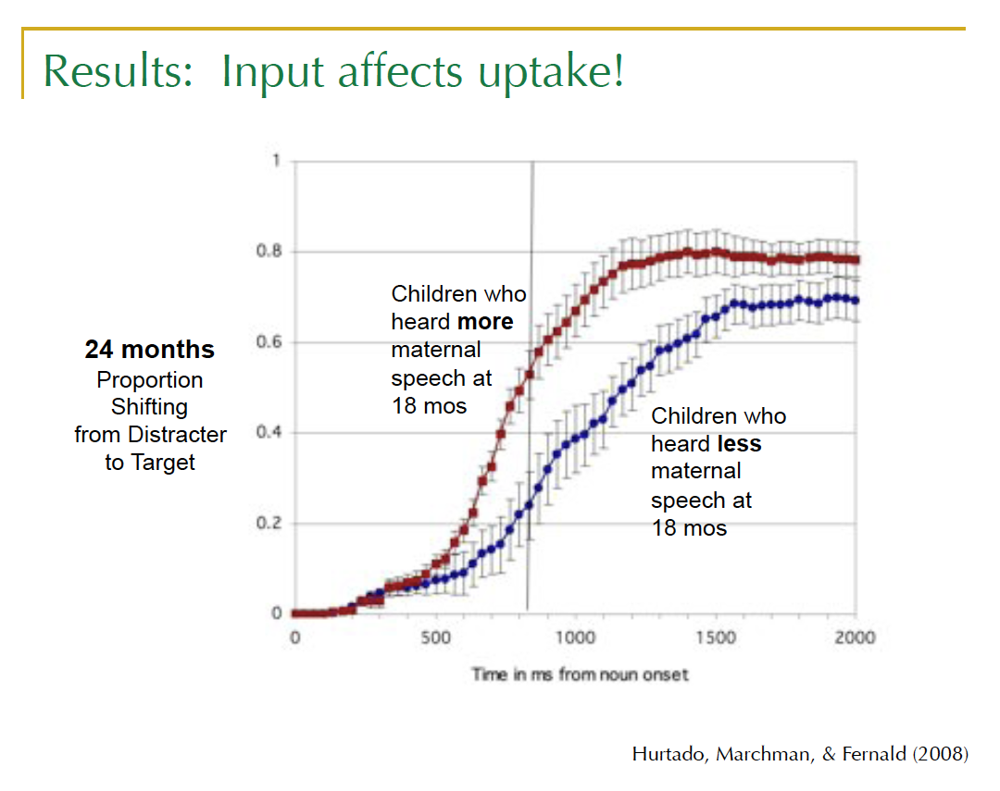 Results:  Input affects uptake!
1
0.8
0.6
0.4
0.2
0
Children who
heard more
maternal
speech at
18 mos
24 months
Proportion
Shifting
from Distracter
to Target
Children who
heard less
maternal
speech at
18 mos
0 500 1000 1500 2000
Time in ms from noun onset
Hurtado, Marchman, & Fernald (2008)